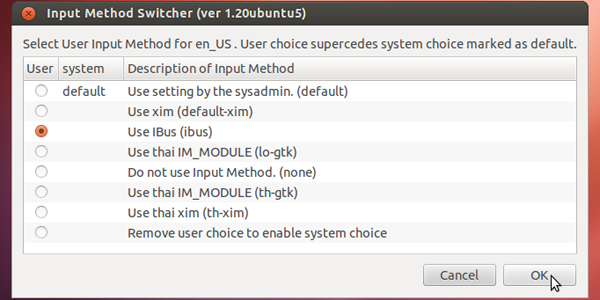 Input Method Switcher (ver 1.20ubuntu5)
Select User Input Method for en_US . User choice supercedes system choice marked as default.
User system Description of Input Method
default Use setting by the sysadmin. (default)
Use xim (default-xim)
Use IBus (ibus)
Use thai IM_MODULE (lo-gtk)
Do not use Input Method. (none)
Use thai IM_MODULE (th-gtk)
Use thai xim (th-xim)
Remove user choice to enable system choice
Cancel OK